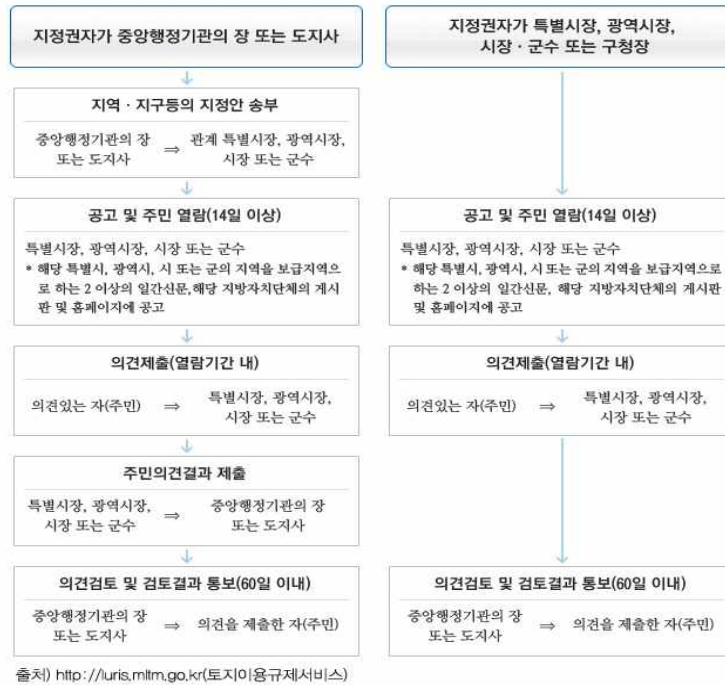 지정권자가 중앙행정기관의 장 또는 도지사
지역 · 지구등의 지정안 송부
중앙행정기관의 장
또는 도지사
⇒
관계 특별시장, 광역시장,
시장 또는 군수
공고 및 주민 열람(14일 이상)
특별시장, 광역시장, 시장 또는 군수
* 해당 특별시, 광역시, 시 또는 군의 지역을 보급지역으
로 하는 2 이상의 일간신문,해당 지방자치단체의 게시
판 및 홈페이지에 공고
의견제출(열람기간 내)
의견있는 자(주민)
⇒
특별시장, 광역시장,
시장 또는 군수
주민의견결과 제출
특별시장, 광역시장,
시장 또는 군수
⇒
중앙행정기관의 장
또는 도지사
의견검토 및 검토결과 통보(60일 이내)
중앙행정기관의 장
또는 도지사
⇒
의견을 제출한 자(주민)
지정권자가 특별시장, 광역시장,
시장 · 군수 또는 구청장
공고 및 주민 열람(14일 이상)
특별시장, 광역시장, 시장 또는 군수
* 해당 특별시, 광역시, 시 또는 군의 지역을 보급지역으로
하는 2 이상의 일간신문, 해당 지방자치단체의 게시판
및 홈페이지에 공고
의견제출(열람기간 내)
의견있는 자(주민)
⇒
특별시장, 광역시장,
시장 또는 군수
의견검토 및 검토결과 통보(60일 이내)
중앙행정기관의 장
또는 도지사
⇒
의견을 제출한 자(주민)
출처) http://luris.mltm.go.kr(토지이용규제서비스)